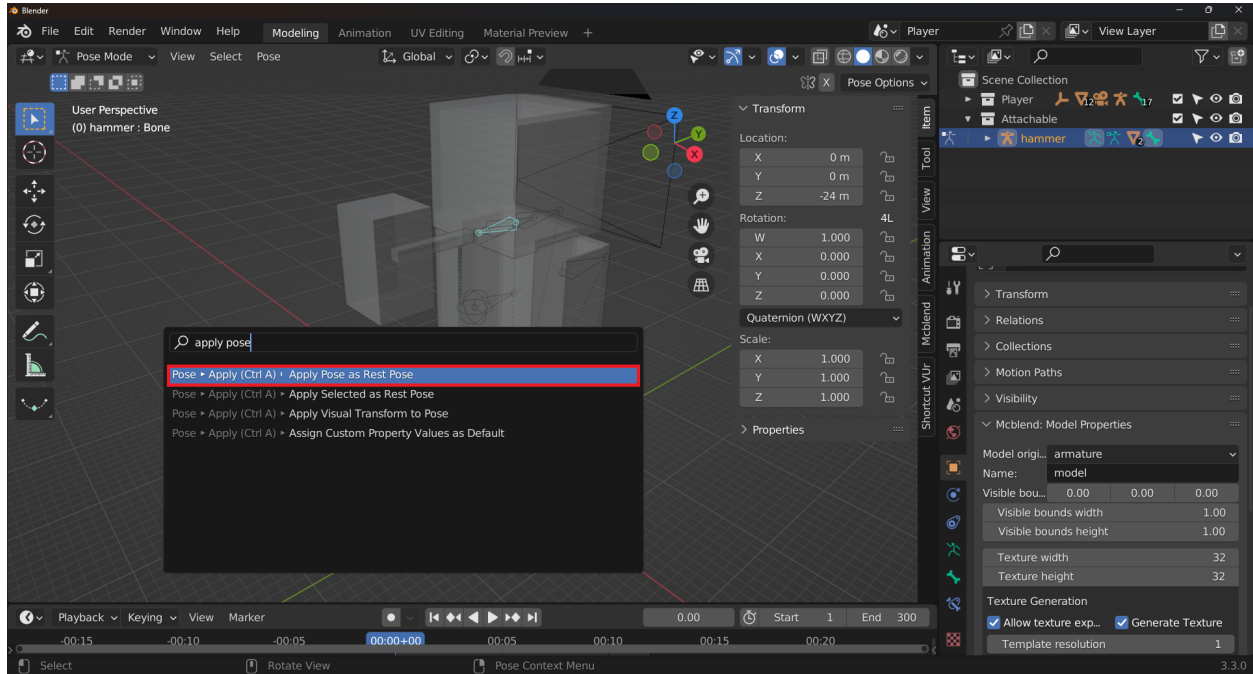 Blender
File Edit Render Window Help Modeling Animation UV Editing Material Preview + Player View Layer
Pose Mode View Select Pose Global
X Pose Options
User Perspective
(0) hammer : Bone
Z
Y
X
Transform
Location:
X 0 m
Y 0 m
Z -24 m
Rotation: 4L
W 1.000
X 0.000
Y 0.000
Z 0.000
Quaternion (WXYZ)
Scale:
X 1.000
Y 1.000
Z 1.000
Properties
Item
Tool
View
Animation
Mcblend
Shortcut VUr
apply pose
Pose ▸ Apply (Ctrl A) ▸ Apply Pose as Rest Pose
Pose ▸ Apply (Ctrl A) ▸ Apply Selected as Rest Pose
Pose ▸ Apply (Ctrl A) ▸ Apply Visual Transform to Pose
Pose ▸ Apply (Ctrl A) ▸ Assign Custom Property Values as Default
Scene Collection
Player 12 17
Attachable
hammer 2
Transform
Relations
Collections
Motion Paths
Visibility
Mcblend: Model Properties
Model origi... armature
Name: model
Visible bou... 0.00 0.00 0.00
Visible bounds width 1.00
Visible bounds height 1.00
Texture width 32
Texture height 32
Texture Generation
Allow texture exp... Generate Texture
Template resolution 1
Playback Keying View Marker 0.00 Start 1 End 300
-00:15 -00:10 -00:05 00:00+00 00:05 00:10 00:15 00:20
Select Rotate View Pose Context Menu 3.3.0